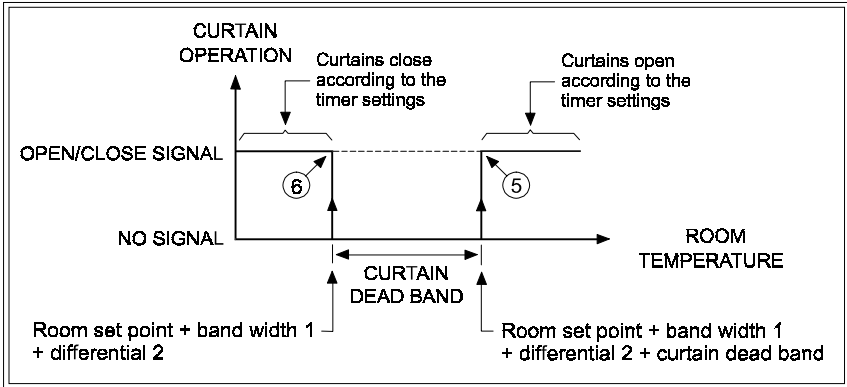 CURTAIN
OPERATION
Curtains close
according to the
timer settings
Curtains open
according to the
timer settings
OPEN/CLOSE SIGNAL
6
5
NO SIGNAL
ROOM
TEMPERATURE
CURTAIN
DEAD BAND
Room set point + band width 1
+ differential 2
Room set point + band width 1
+ differential 2 + curtain dead band